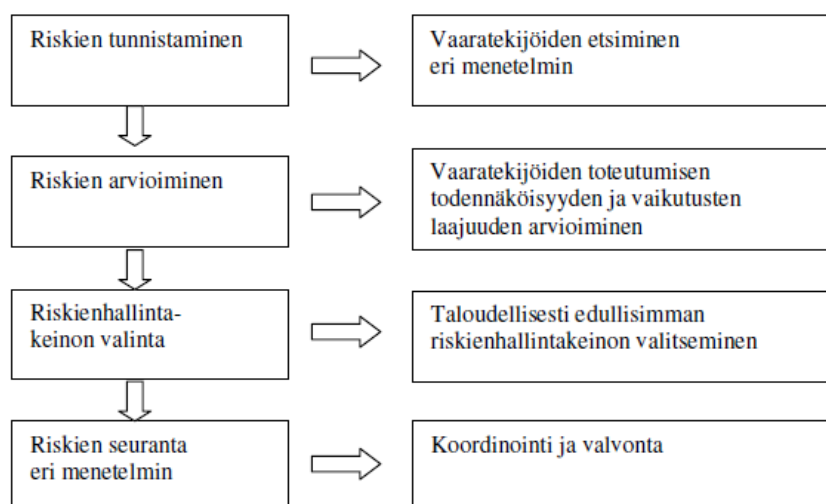 Riskien tunnistaminen
Vaaratekijöiden etsiminen
eri menetelmin
Riskien arvioiminen
Vaaratekijöiden toteutumisen
todennäköisyyden ja vaikutusten
laajuuden arvioiminen
Riskienhallinta-
keinon valinta
Taloudellisesti edullisimman
riskienhallintakeinon valitseminen
Riskien seuranta
eri menetelmin
Koordinointi ja valvonta